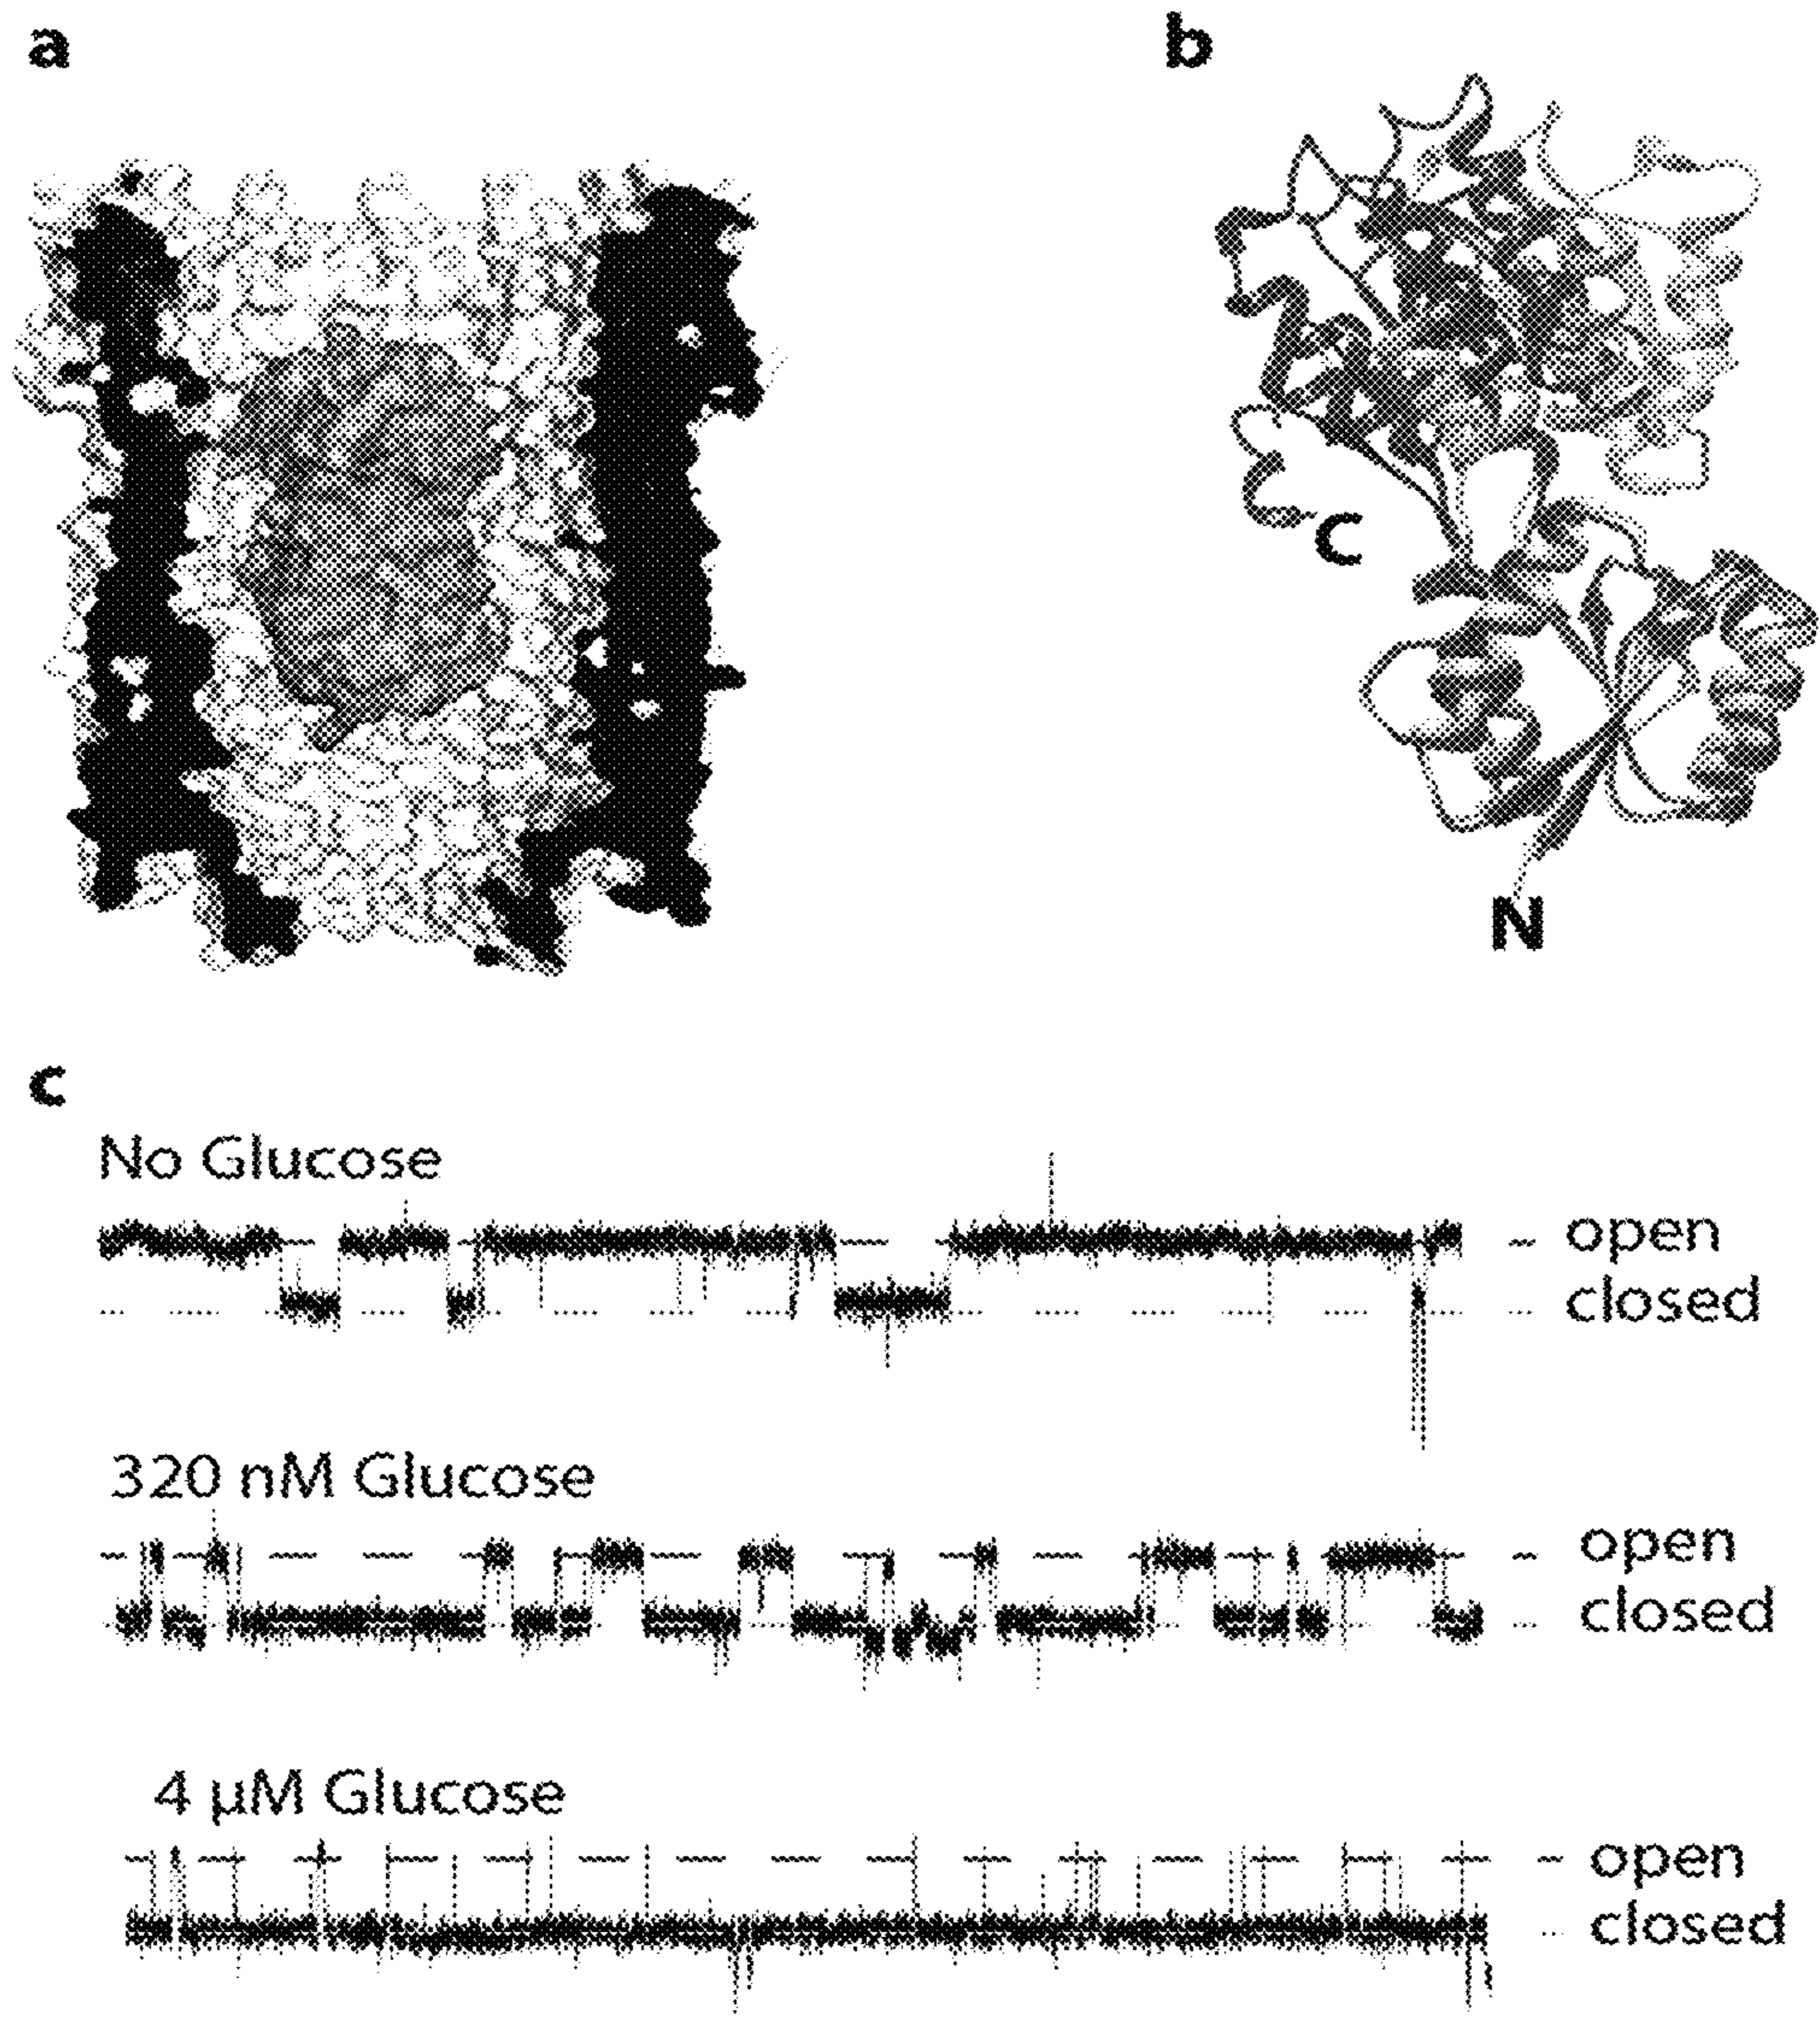 a
b
C
N
c
No Glucose
open
closed
320 nM Glucose
open
closed
4 µM Glucose
open
closed